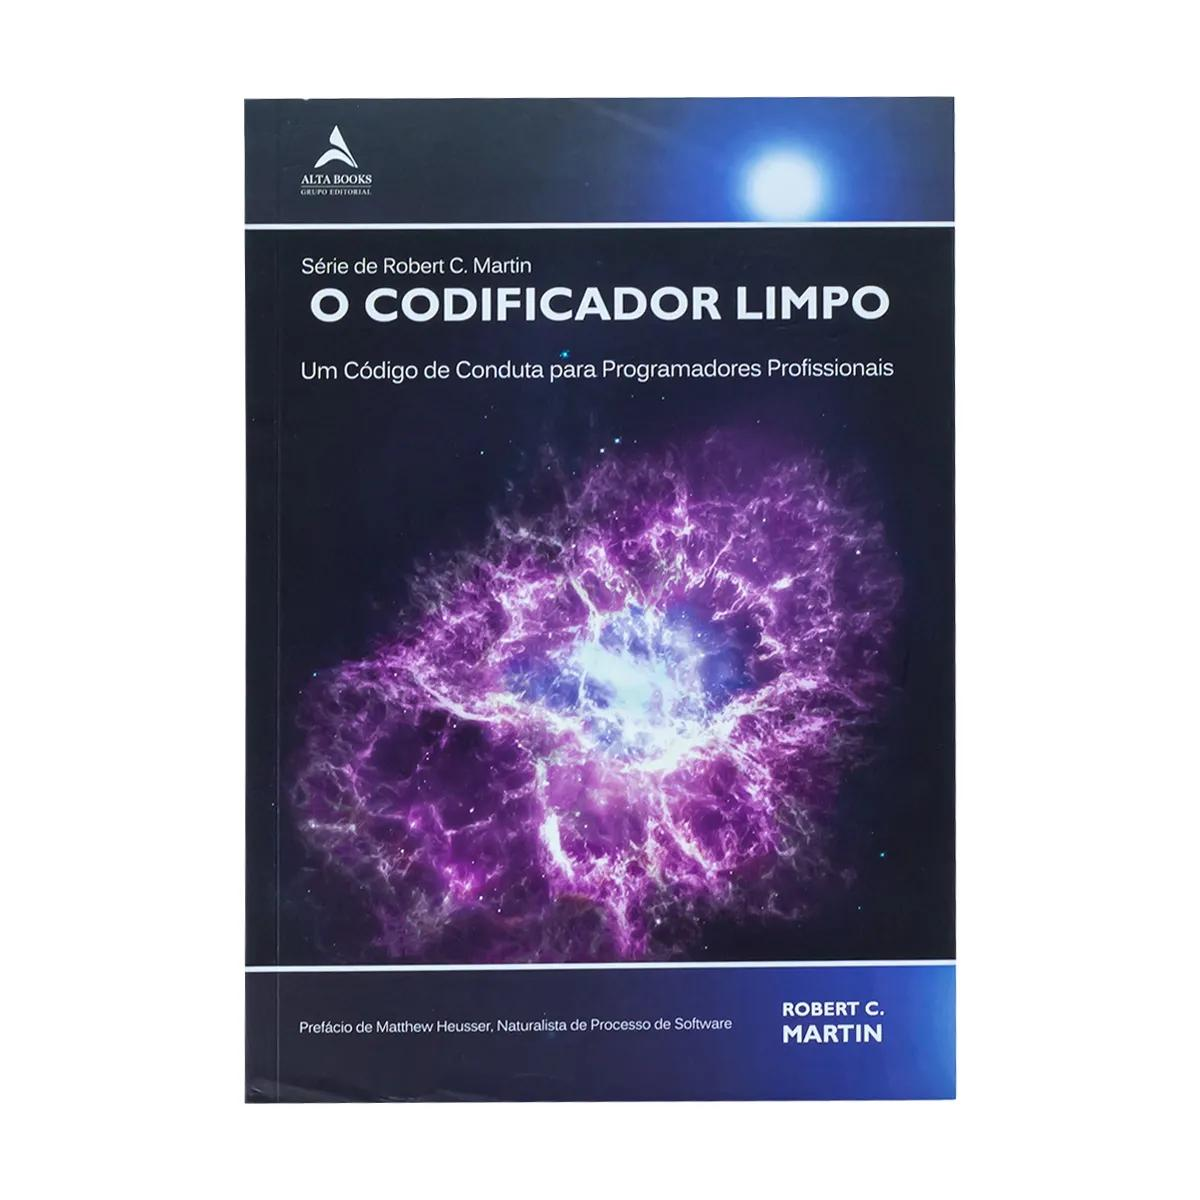 ALTA BOOKS
GRUPO EDITORIAL
Série de Robert C. Martin
O CODIFICADOR LIMPO
Um Código de Conduta para Programadores Profissionais
Prefácio de Matthew Heusser, Naturalista de Processo de Software
ROBERT C.
MARTIN